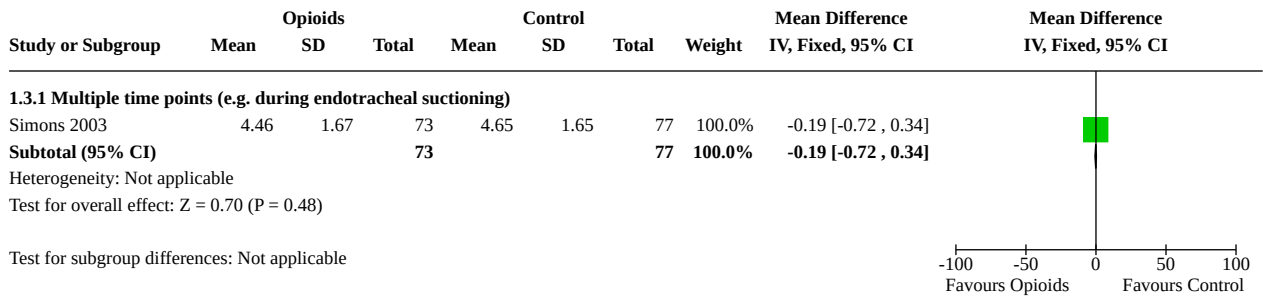 Opioids Control Mean Difference Mean Difference
Study or Subgroup Mean SD Total Mean SD Total Weight IV, Fixed, 95% CI IV, Fixed, 95% CI
1.3.1 Multiple time points (e.g. during endotracheal suctioning)
Simons 2003 4.46 1.67 73 4.65 1.65 77 100.0% -0.19 [-0.72 , 0.34]
Subtotal (95% CI) 73 77 100.0% -0.19 [-0.72 , 0.34]
Heterogeneity: Not applicable
Test for overall effect: Z = 0.70 (P = 0.48)
Test for subgroup differences: Not applicable
-100 -50 0 50 100
Favours Opioids Favours Control